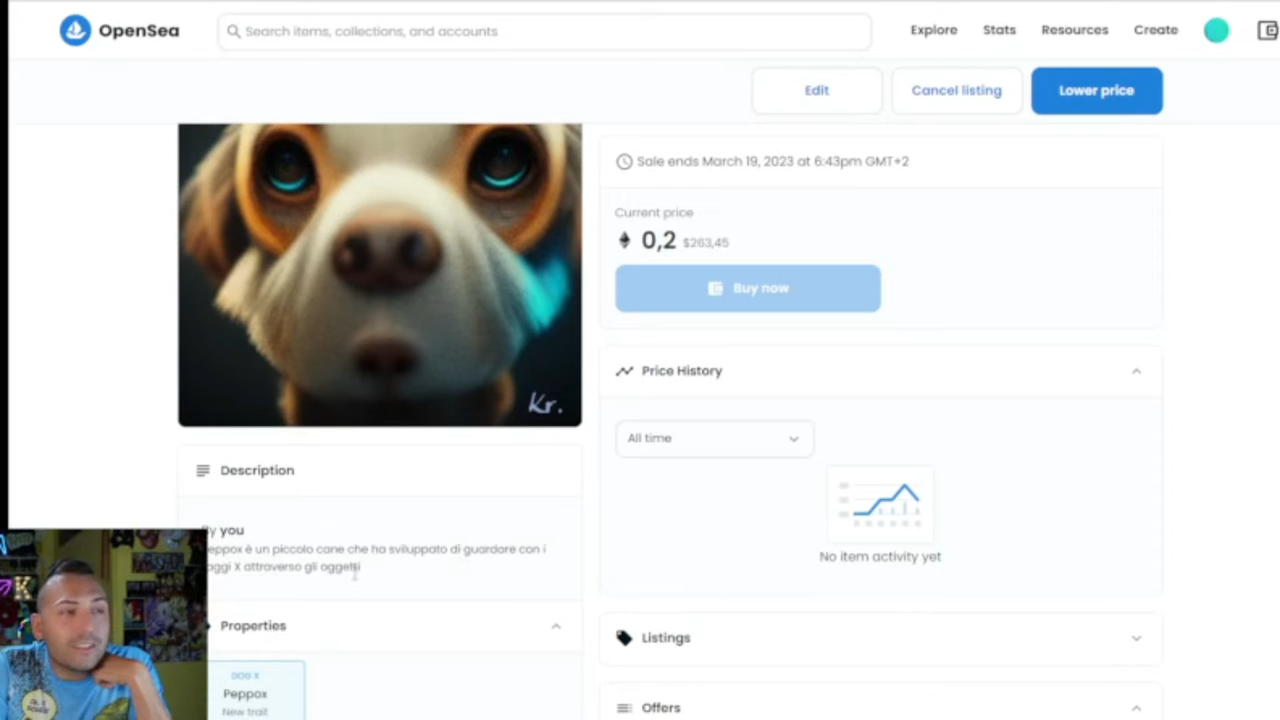 OpenSea
Search items, collections, and accounts
Explore
Stats
Resources
Create
Edit
Cancel listing
Lower price
Sale ends March 19, 2023 at 6:43pm GMT+2
Current price
0,2 $263,45
Buy now
Kr.
Price History
All time
No item activity yet
Description
By you
eppox è un piccolo cane che ha sviluppato di guardare con i
aggi X attraverso gli oggetti
Properties
DOG X
Peppox
New trait
Listings
Offers